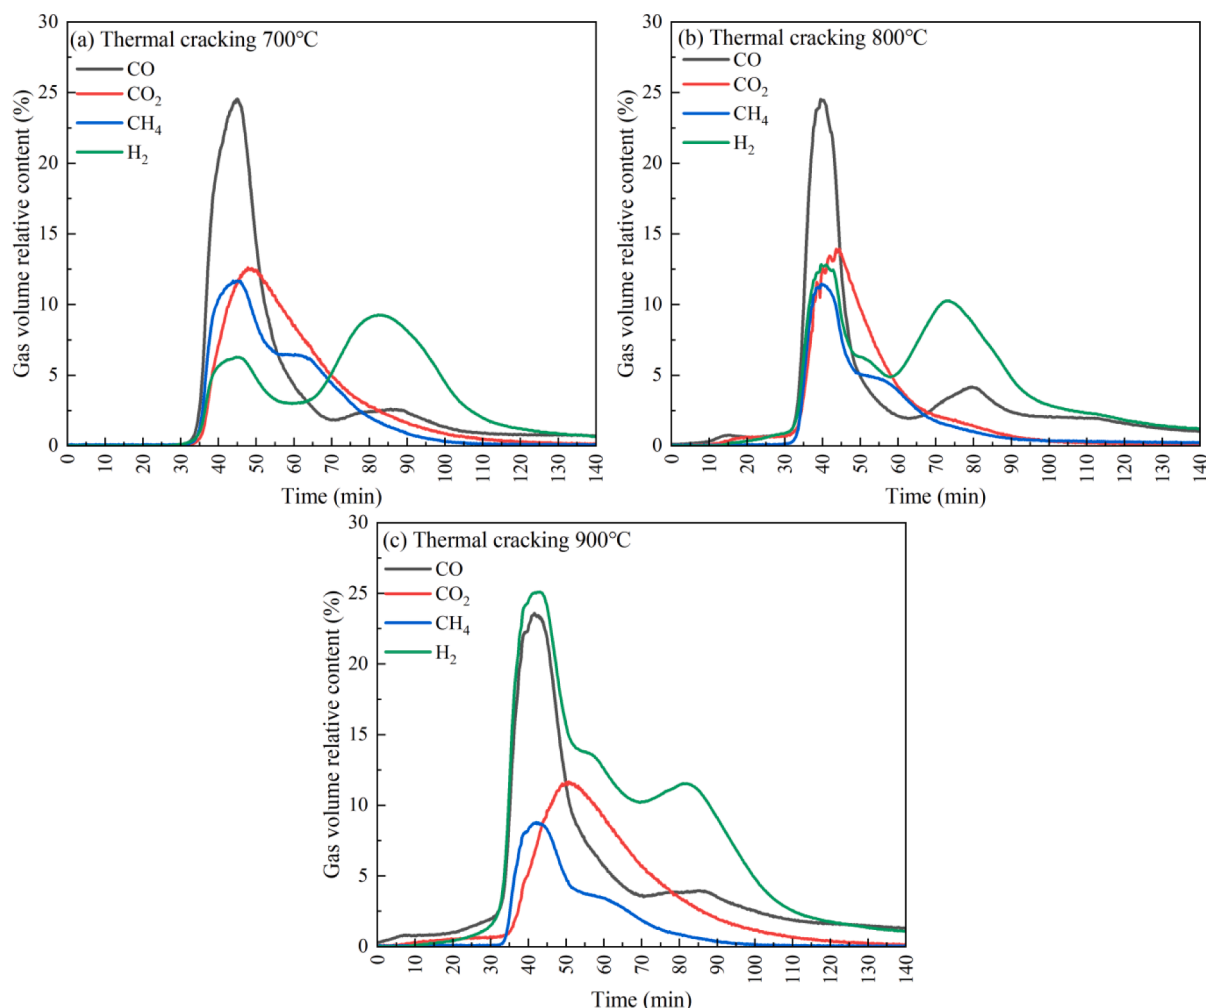 (a) Thermal cracking 700°C
CO
CO₂
CH₄
H₂
30
25
20
15
10
5
0
Gas volume relative content (%)
0 10 20 30 40 50 60 70 80 90 100 110 120 130 140
Time (min)
(b) Thermal cracking 800°C
CO
CO₂
CH₄
H₂
30
25
20
15
10
5
0
Gas volume relative content (%)
0 10 20 30 40 50 60 70 80 90 100 110 120 130 140
Time (min)
(c) Thermal cracking 900°C
CO
CO₂
CH₄
H₂
30
25
20
15
10
5
0
Gas volume relative content (%)
0 10 20 30 40 50 60 70 80 90 100 110 120 130 140
Time (min)